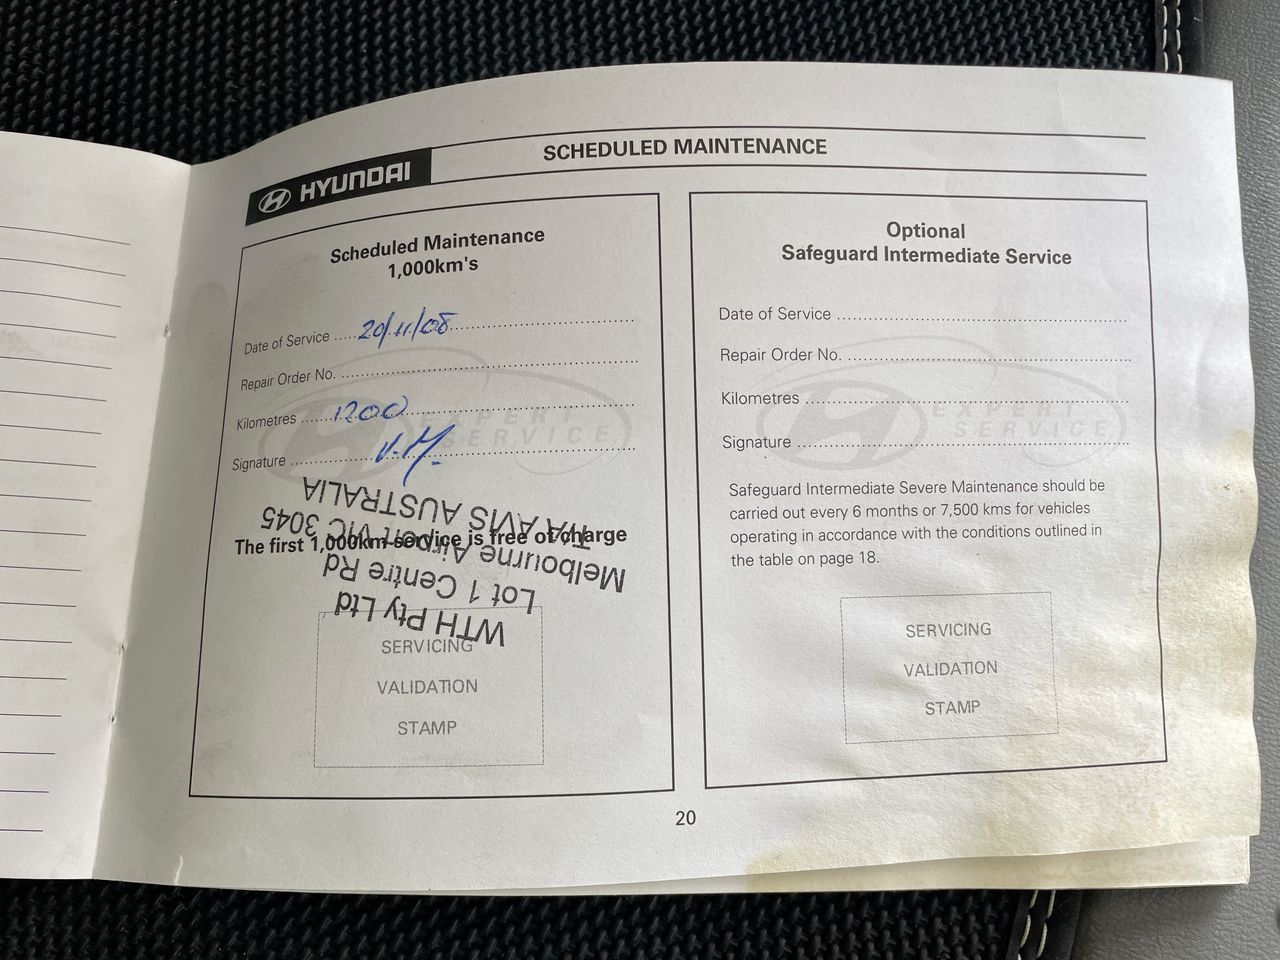 HYUNDAI
SCHEDULED MAINTENANCE
Scheduled Maintenance
1,000km's
Date of Service ..... 20/11/08
Repair Order No.
Kilometres ..... 1200
Signature ..... V.M.
EXPERT
SERVICE
The first 1,000km service is free of charge
WTH Pty Ltd
Lot 1 Centre Rd
Melbourne Airport VIC 3045
T/A AVIS AUSTRALIA
SERVICING
VALIDATION
STAMP
Optional
Safeguard Intermediate Service
Date of Service
Repair Order No.
Kilometres
Signature
EXPERT
SERVICE
Safeguard Intermediate Severe Maintenance should be
carried out every 6 months or 7,500 kms for vehicles
operating in accordance with the conditions outlined in
the table on page 18.
SERVICING
VALIDATION
STAMP
20